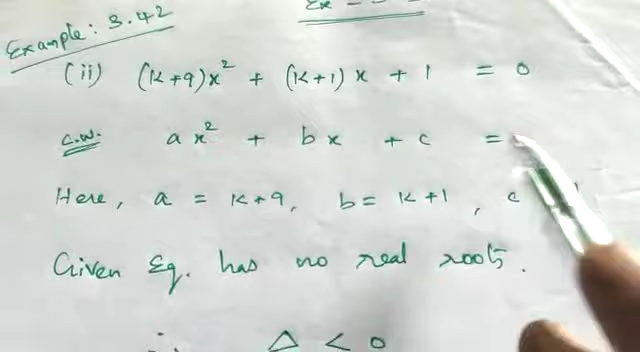 Example: 3.42
(ii) (K+9)x² + (K+1)x + 1 = 0
C.W. ax² + bx + c =
Here, a = K+9, b = K+1, c
Given Eq. has no real roots.
∴ Δ < 0